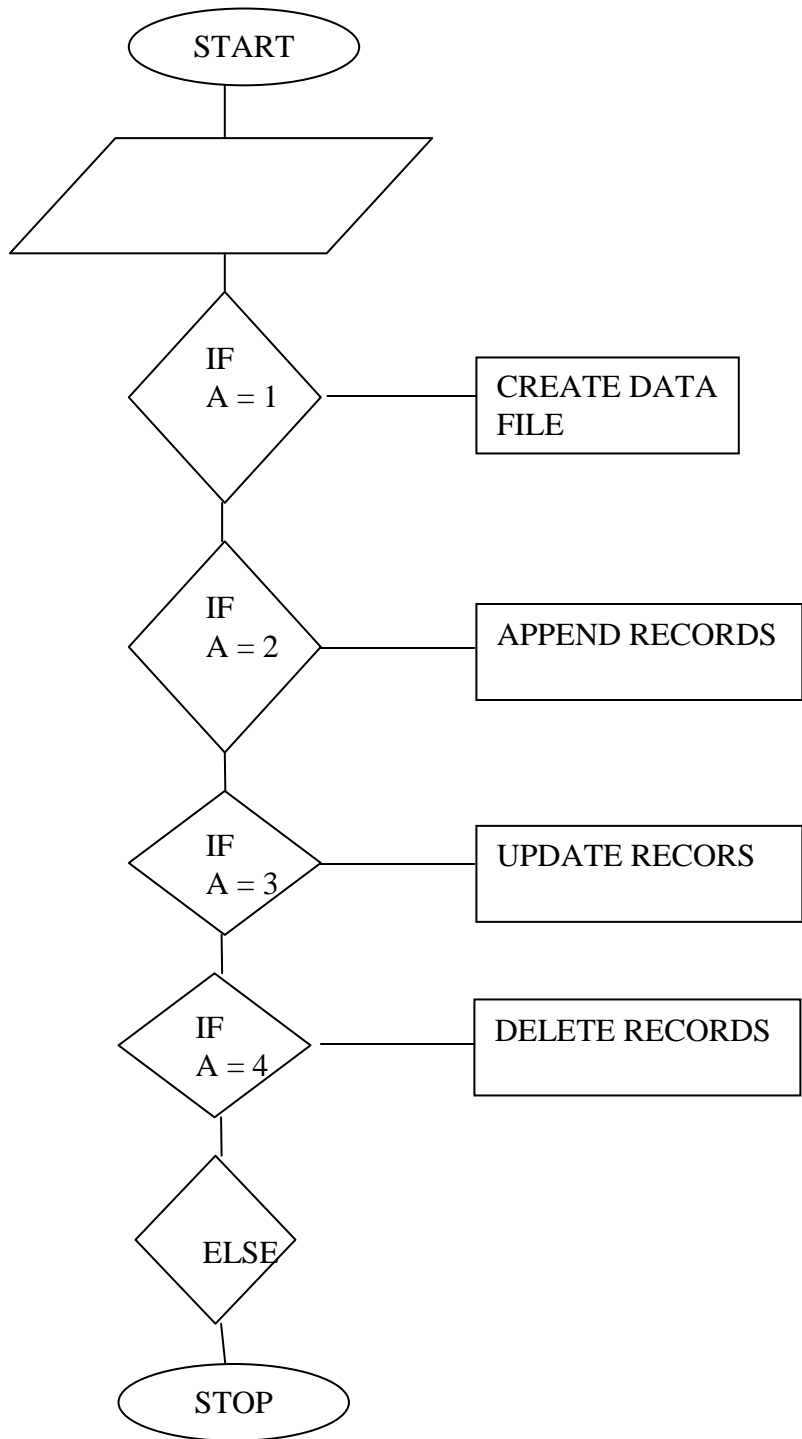 START
IF
A = 1
CREATE DATA
FILE
IF
A = 2
APPEND RECORDS
IF
A = 3
UPDATE RECORS
IF
A = 4
DELETE RECORDS
ELSE
STOP